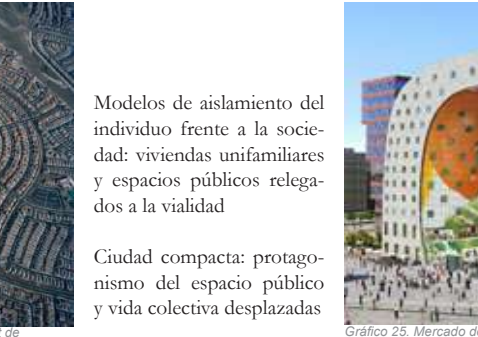 Modelos de aislamiento del
individuo frente a la socie-
dad: viviendas unifamiliares
y espacios públicos relega-
dos a la vialidad
Ciudad compacta: protago-
nismo del espacio público
y vida colectiva desplazadas
de
Gráfico 25. Mercado